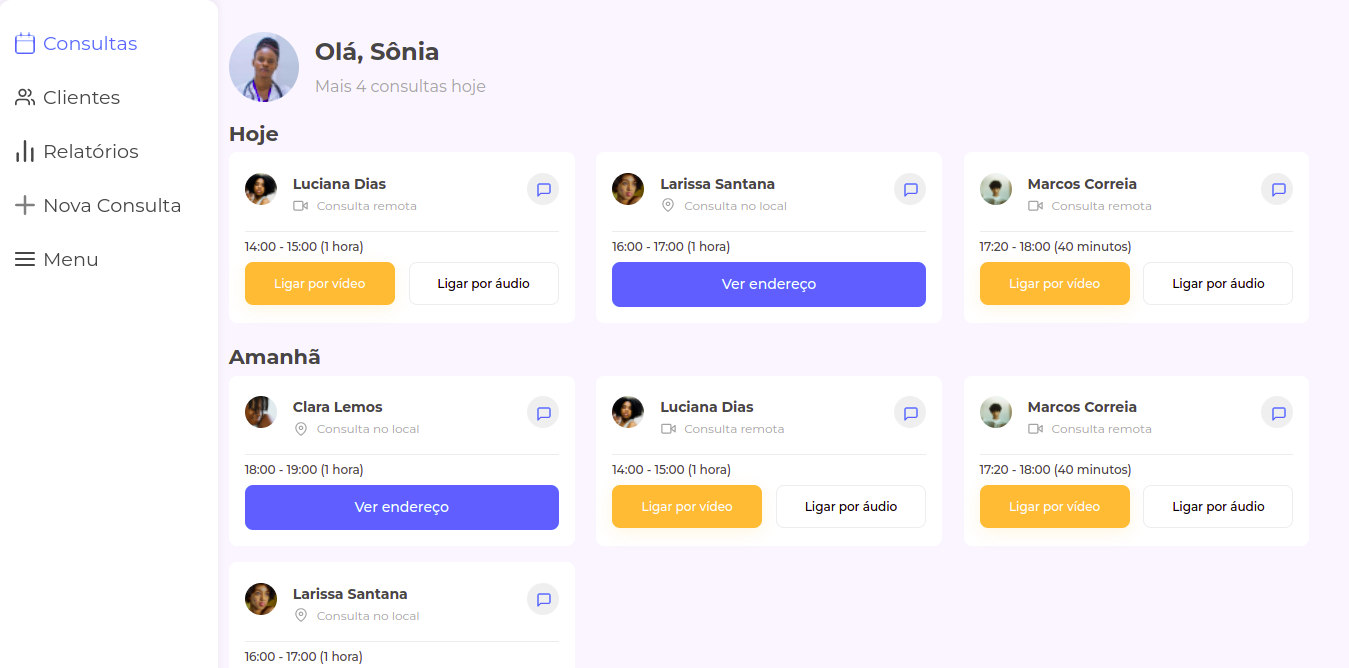 Consultas
Clientes
Relatórios
Nova Consulta
Menu
Olá, Sônia
Mais 4 consultas hoje
Hoje
Luciana Dias
Consulta remota
14:00 - 15:00 (1 hora)
Ligar por vídeo
Ligar por áudio
Larissa Santana
Consulta no local
16:00 - 17:00 (1 hora)
Ver endereço
Marcos Correia
Consulta remota
17:20 - 18:00 (40 minutos)
Ligar por vídeo
Ligar por áudio
Amanhã
Clara Lemos
Consulta no local
18:00 - 19:00 (1 hora)
Ver endereço
Luciana Dias
Consulta remota
14:00 - 15:00 (1 hora)
Ligar por vídeo
Ligar por áudio
Marcos Correia
Consulta remota
17:20 - 18:00 (40 minutos)
Ligar por vídeo
Ligar por áudio
Larissa Santana
Consulta no local
16:00 - 17:00 (1 hora)